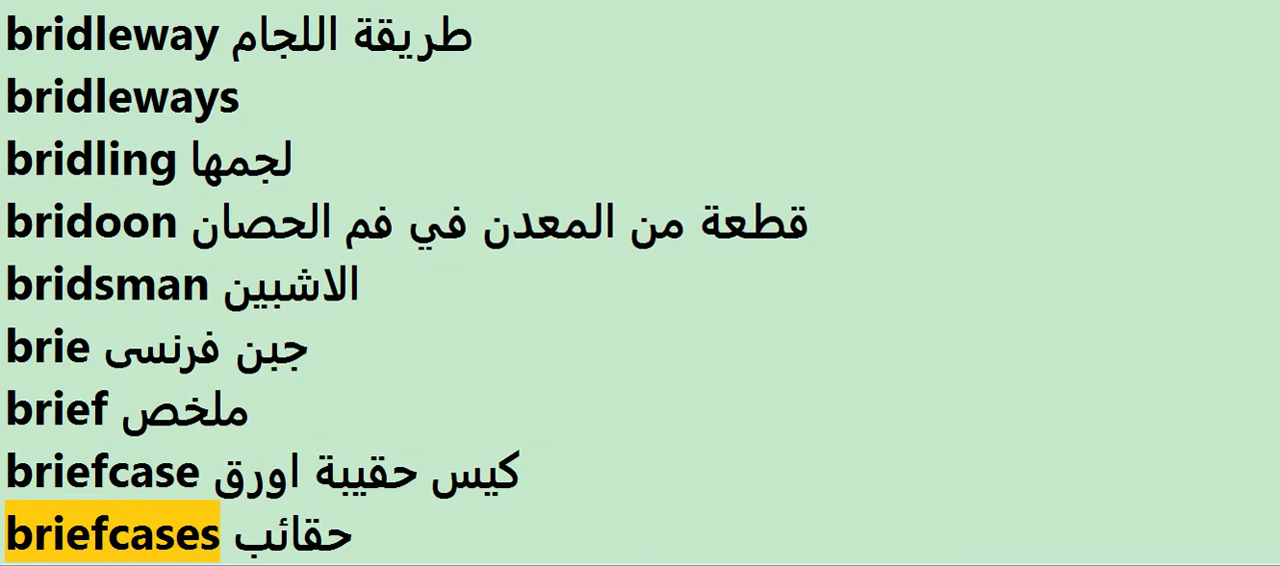 bridleway طريقة اللجام
bridleways
bridling لجمها
bridoon قطعة من المعدن في فم الحصان
bridsman الاشبين
brie جبن فرنسى
brief ملخص
briefcase كيس حقيبة اورق
briefcases حقائب